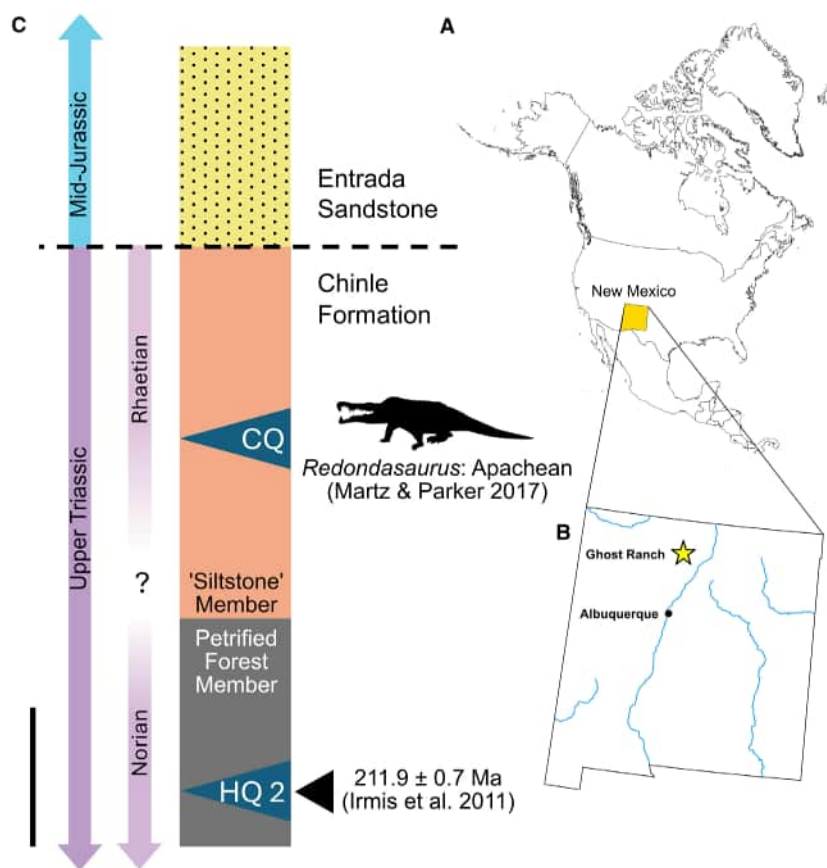 C
Mid-Jurassic
Upper Triassic
Rhaetian
?
Norian
Entrada
Sandstone
Chinle
Formation
CQ
Redondasaurus: Apachean
(Martz & Parker 2017)
'Siltstone'
Member
Petrified
Forest
Member
HQ 2
211.9 ± 0.7 Ma
(Irmis et al. 2011)
A
New Mexico
B
Ghost Ranch
Albuquerque